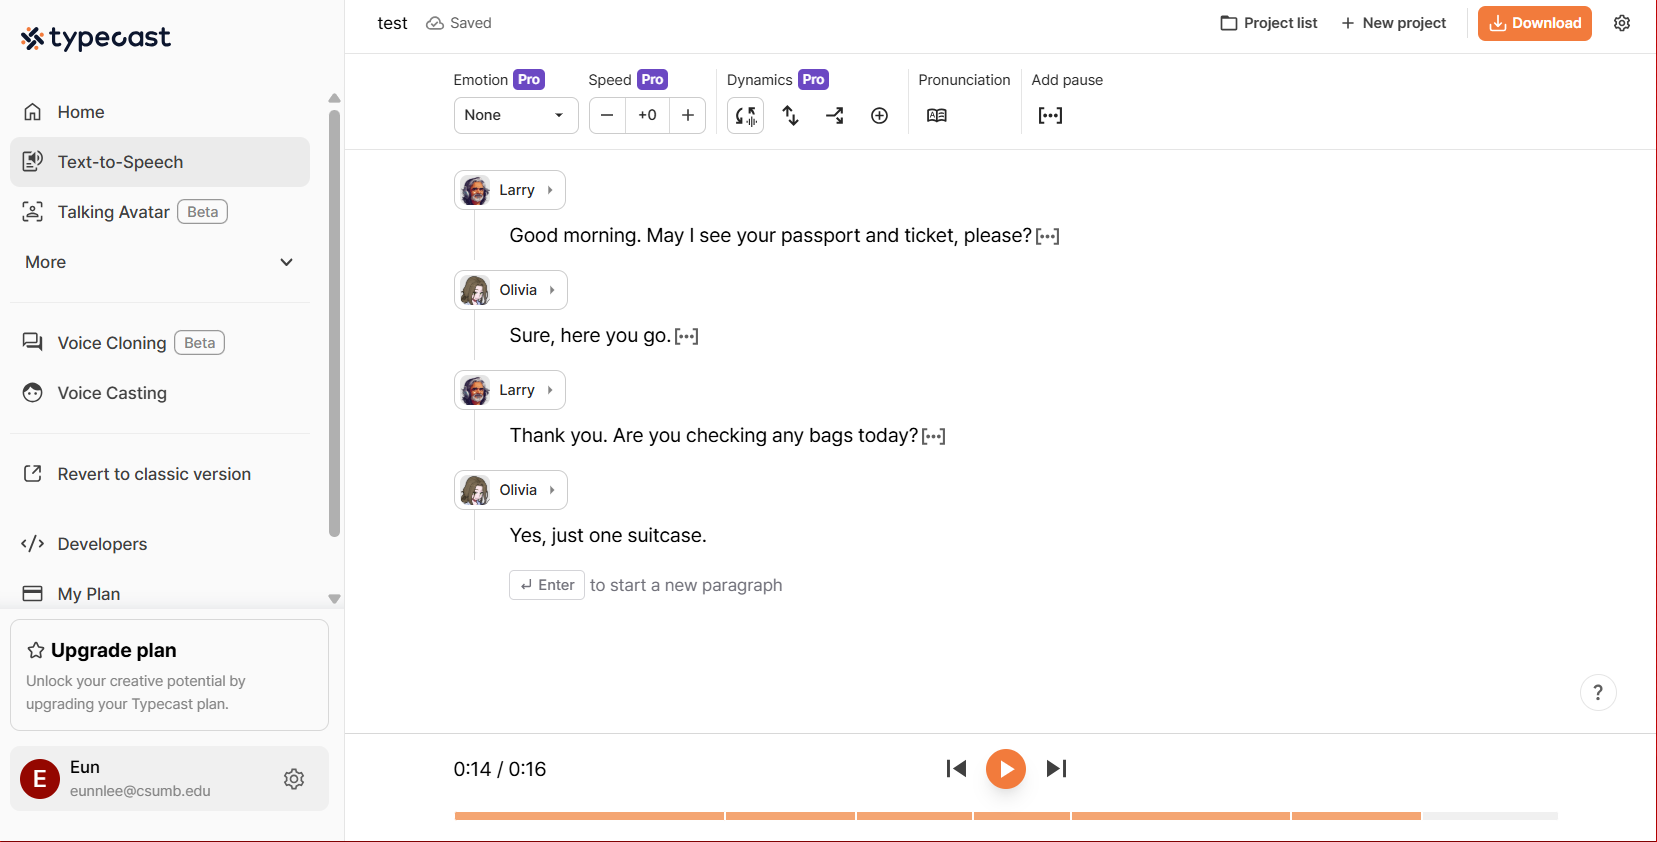 typecast
Home
Text-to-Speech
Talking Avatar Beta
More
Voice Cloning Beta
Voice Casting
Revert to classic version
Developers
My Plan
Upgrade plan
Unlock your creative potential by
upgrading your Typecast plan.
E
Eun
eunnlee@csumb.edu
test Saved
Project list
New project
Download
Emotion Pro
None
Speed Pro
+0
Dynamics Pro
Pronunciation
Add pause
Larry
Good morning. May I see your passport and ticket, please?
Olivia
Sure, here you go.
Larry
Thank you. Are you checking any bags today?
Olivia
Yes, just one suitcase.
Enter to start a new paragraph
?
0:14 / 0:16